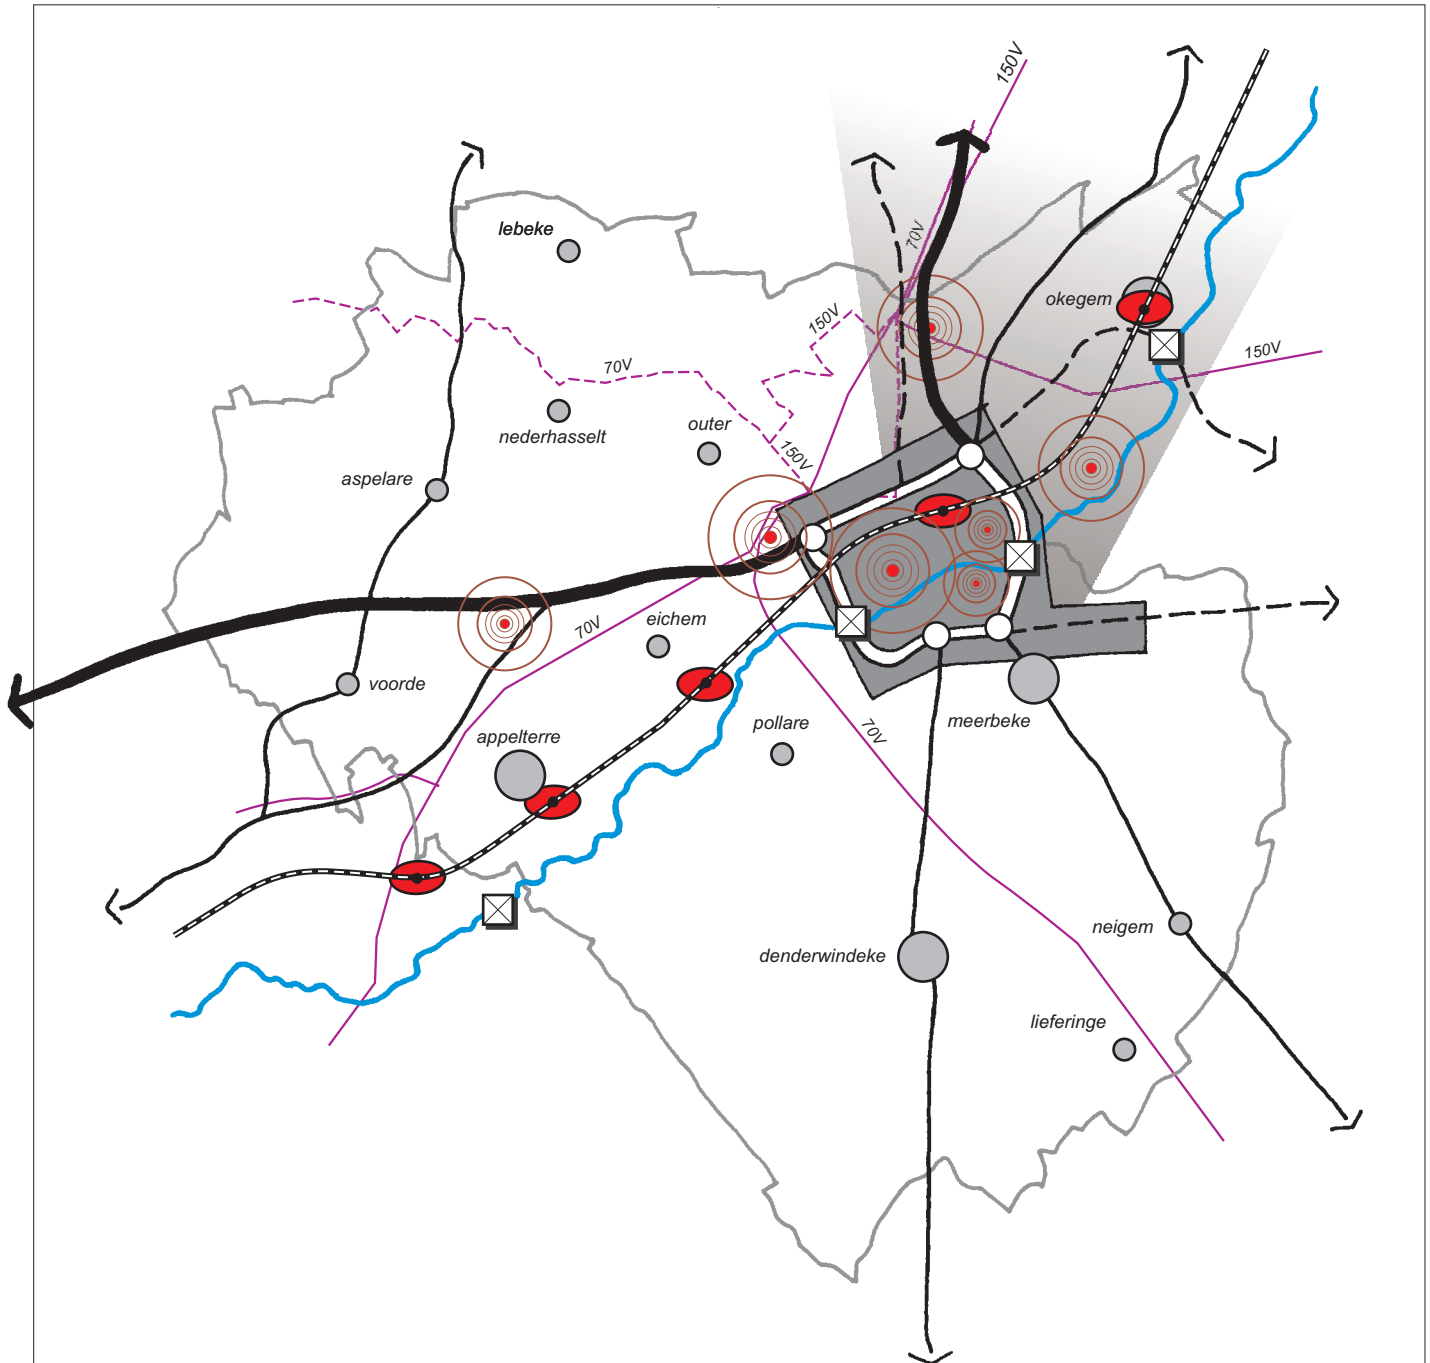 150V
lebeke
70V
okegem
150V
150V
70V
nederhasselt
outer
150V
aspelare
70V
eichem
voorde
appelterre
pollare
70V
meerbeke
neigem
denderwindeke
lieferinge